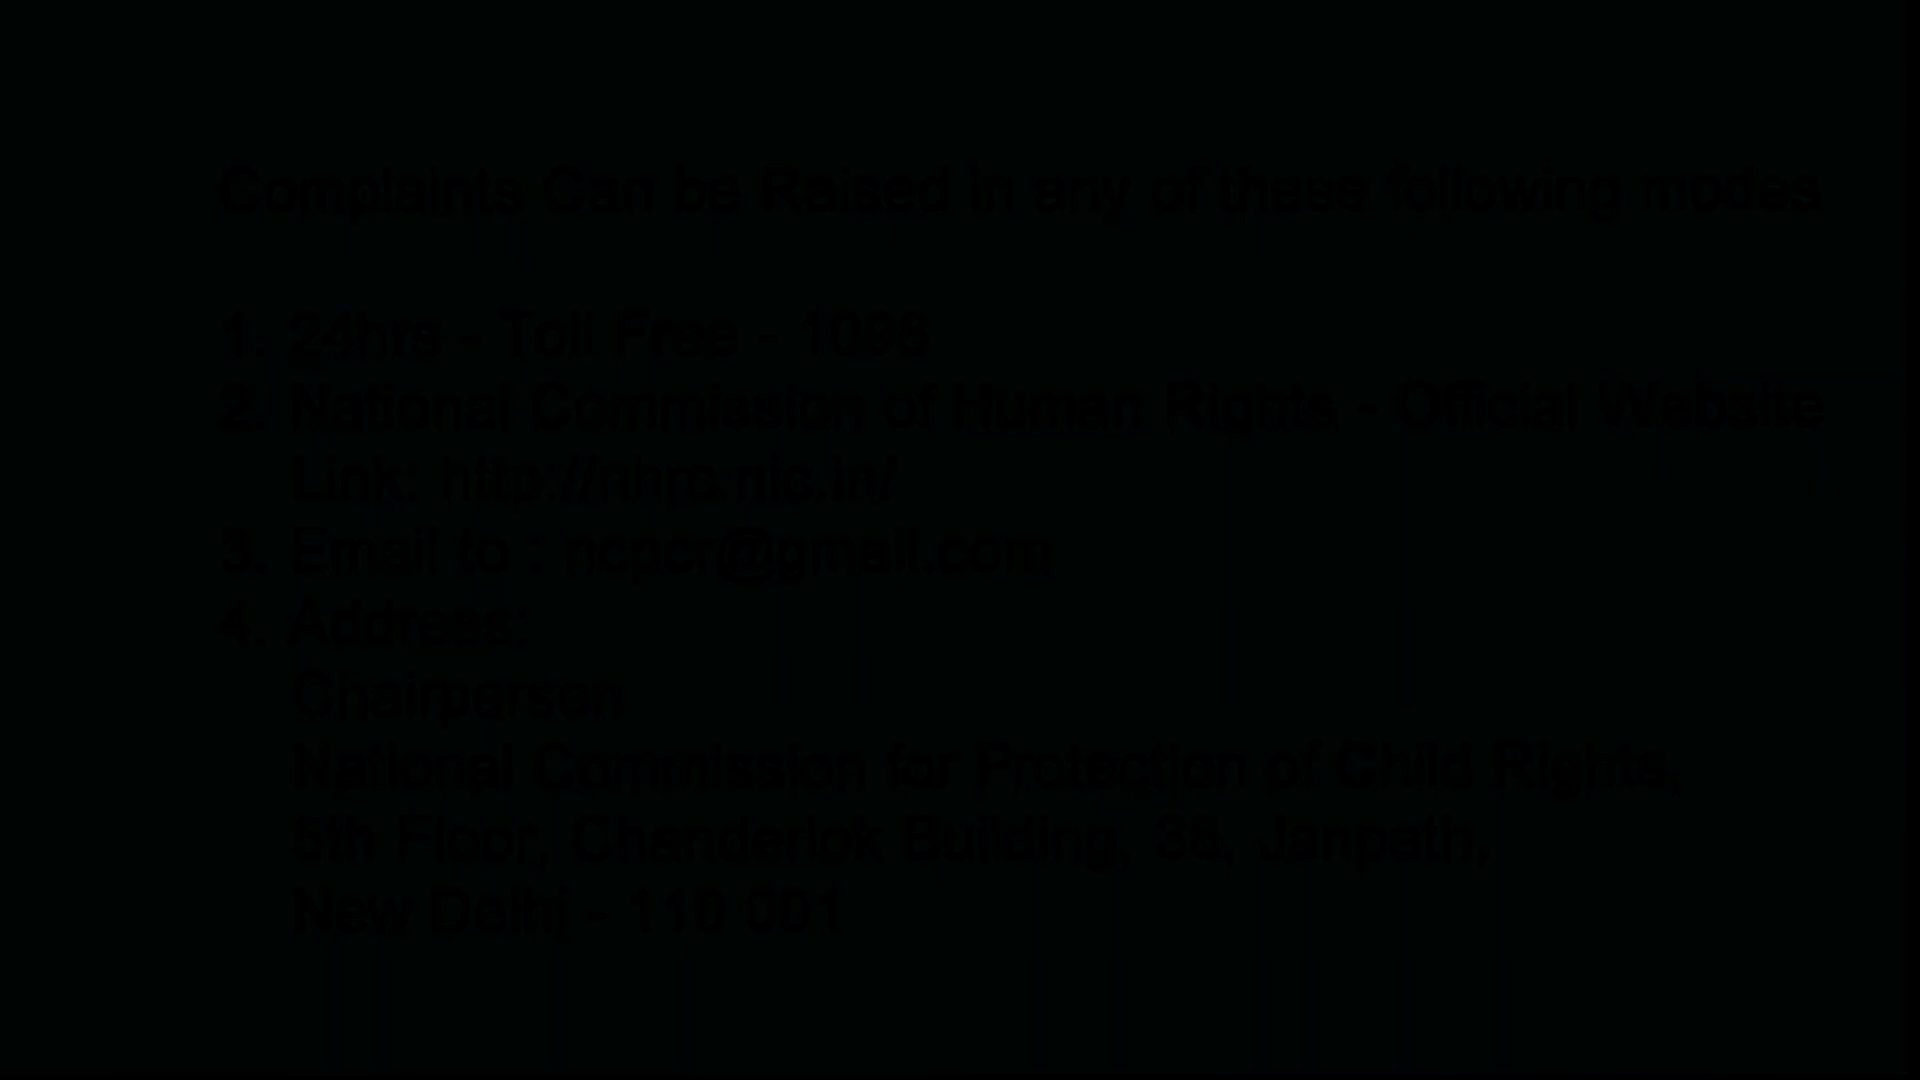 Complaints Can be Raised in any of these following modes
1. 24hrs - Toll Free - 1098
2. National Commission of Human Rights - Official Website
Link: http://nhrc.nic.in/
3. Email to : ncpcr@gmail.com
4. Address:
Chairperson
National Commission for Protection of Child Rights,
5th Floor, Chanderlok Building, 36, Janpath,
New Delhi - 110 001